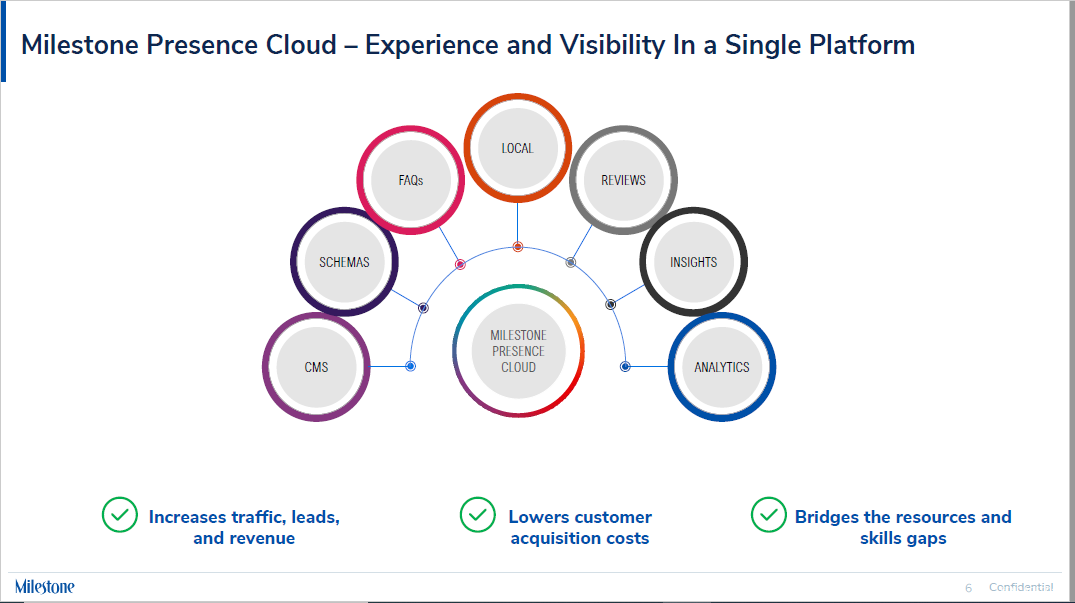 Milestone Presence Cloud – Experience and Visibility In a Single Platform
LOCAL
FAQs
REVIEWS
SCHEMAS
INSIGHTS
CMS
MILESTONE
PRESENCE
CLOUD
ANALYTICS
Increases traffic, leads,
and revenue
Lowers customer
acquisition costs
Bridges the resources and
skills gaps
Milestone
6
Confidential